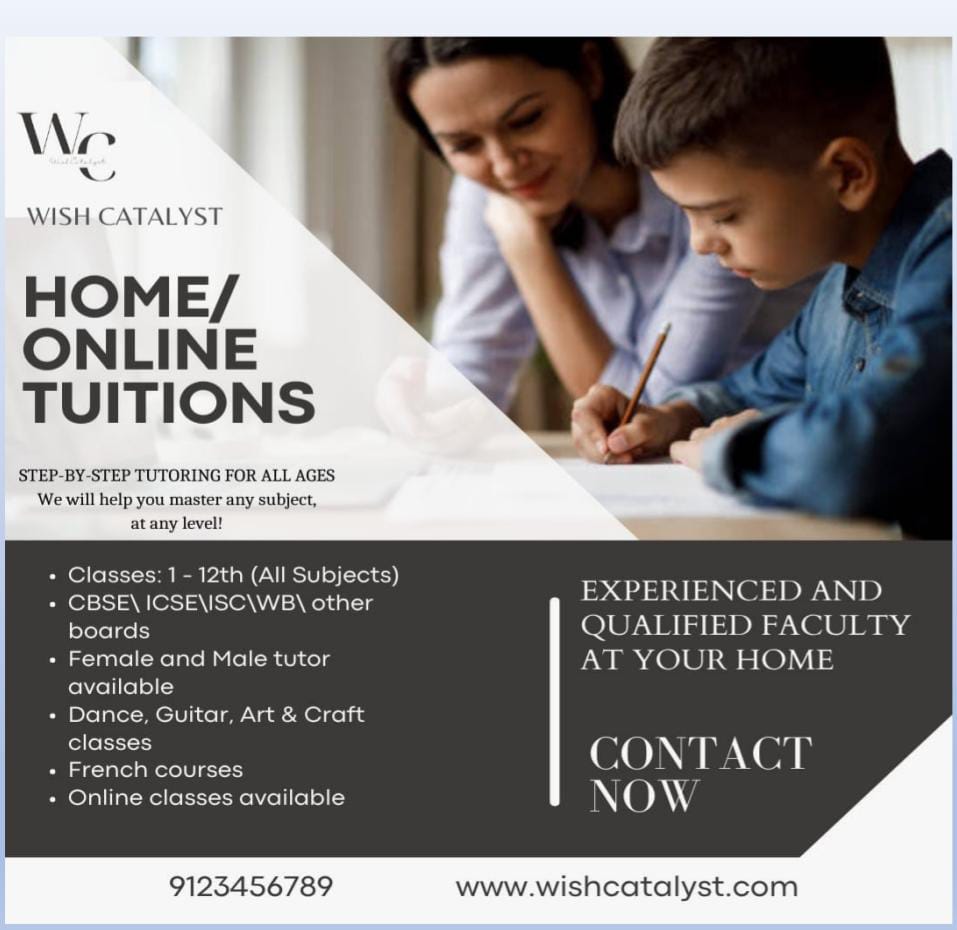 WC
Wish Catalyst
WISH CATALYST
HOME/
ONLINE
TUITIONS
STEP-BY-STEP TUTORING FOR ALL AGES
We will help you master any subject,
at any level!
• Classes: 1 - 12th (All Subjects)
• CBSE\ ICSE\ISC\WB\ other
boards
• Female and Male tutor
available
• Dance, Guitar, Art & Craft
classes
• French courses
• Online classes available
EXPERIENCED AND
QUALIFIED FACULTY
AT YOUR HOME
CONTACT
NOW
9123456789
www.wishcatalyst.com